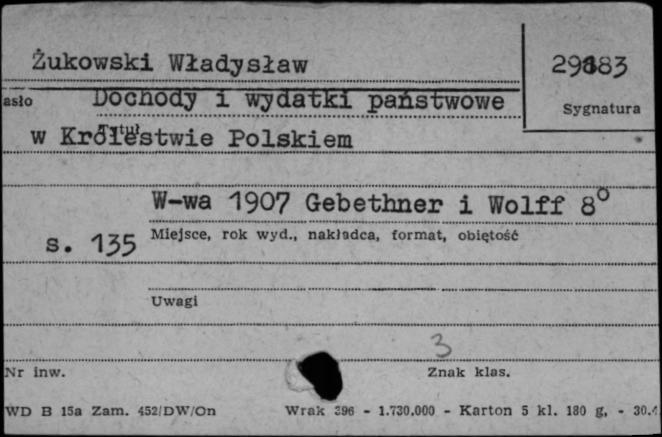 Żukowski Władysław
Sygnatura
asło Dochody i wydatki państwowe
Tytuł
w Królestwie Polskiem
W-wa 1907 Gebethner i Wolff 8°
s. 135 Miejsce, rok wyd., nakładca, format, objętość
Uwagi
3
Nr inw. Znak klas.
WD B 15a Zam. 452/DW/On Wrak 396 - 1.730.000 - Karton 5 kl. 180 g, - 30.4